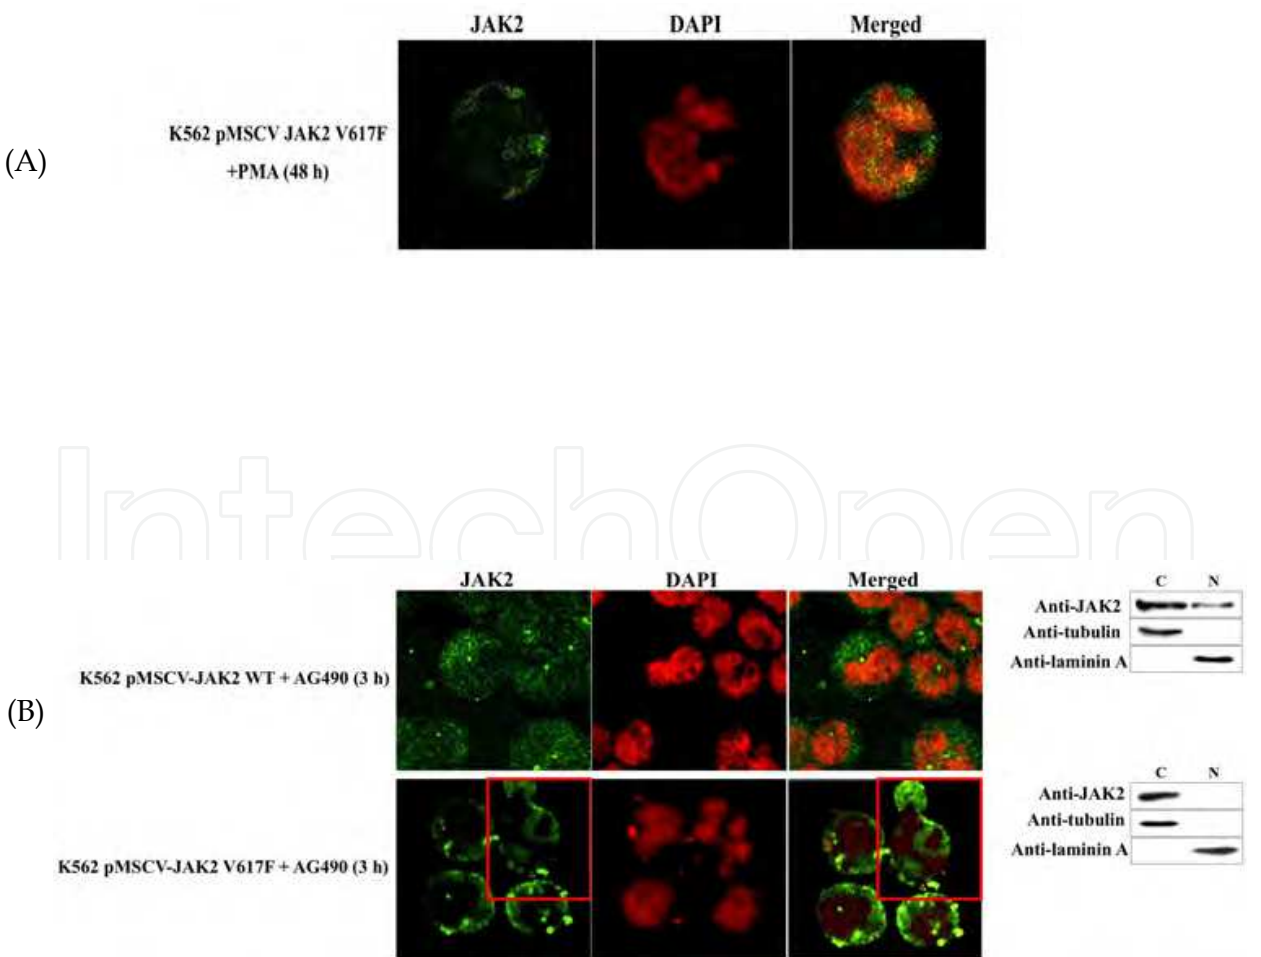 JAK2 DAPI Merged
(A)
K562 pMSCV JAK2 V617F
+PMA (48 h)
IntechOpen
JAK2 DAPI Merged
C N
Anti-JAK2
Anti-tubulin
Anti-laminin A
(B)
K562 pMSCV-JAK2 WT + AG490 (3 h)
C N
Anti-JAK2
Anti-tubulin
Anti-laminin A
K562 pMSCV-JAK2 V617F + AG490 (3 h)